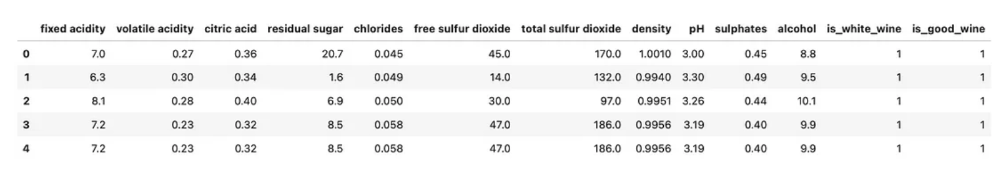 fixed acidity volatile acidity citric acid residual sugar chlorides free sulfur dioxide total sulfur dioxide density pH sulphates alcohol is_white_wine is_good_wine
0 7.0 0.27 0.36 20.7 0.045 45.0 170.0 1.0010 3.00 0.45 8.8 1 1
1 6.3 0.30 0.34 1.6 0.049 14.0 132.0 0.9940 3.30 0.49 9.5 1 1
2 8.1 0.28 0.40 6.9 0.050 30.0 97.0 0.9951 3.26 0.44 10.1 1 1
3 7.2 0.23 0.32 8.5 0.058 47.0 186.0 0.9956 3.19 0.40 9.9 1 1
4 7.2 0.23 0.32 8.5 0.058 47.0 186.0 0.9956 3.19 0.40 9.9 1 1